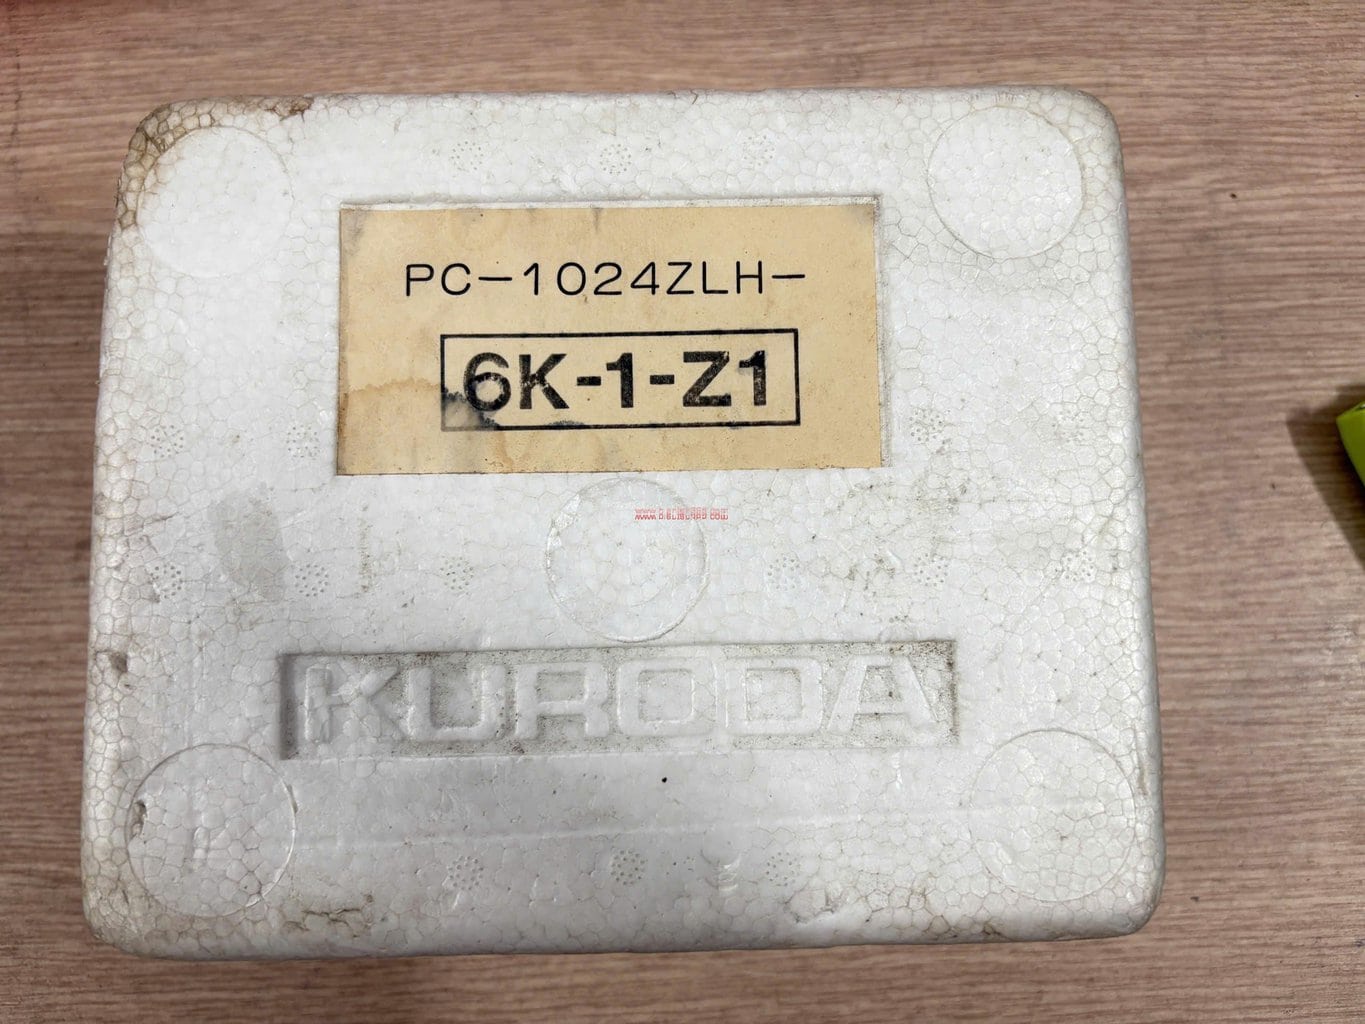 PC-1024ZLH-
6K-1-Z1
KURODA